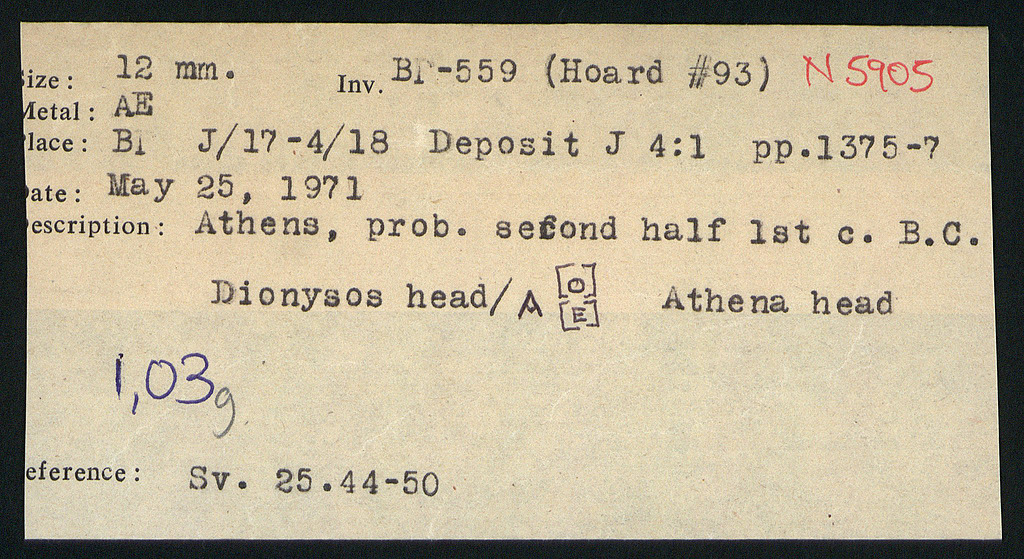 ize: 12 mm. Inv. BΓ-559 (Hoard #93) N 5905
Metal: AE
lace: BΓ J/17-4/18 Deposit J 4:1 pp.1375-7
ate: May 25, 1971
escription: Athens, prob. second half 1st c. B.C.
Dionysos head/A [O] [E] Athena head
1,03g
eference: Sv. 25.44-50